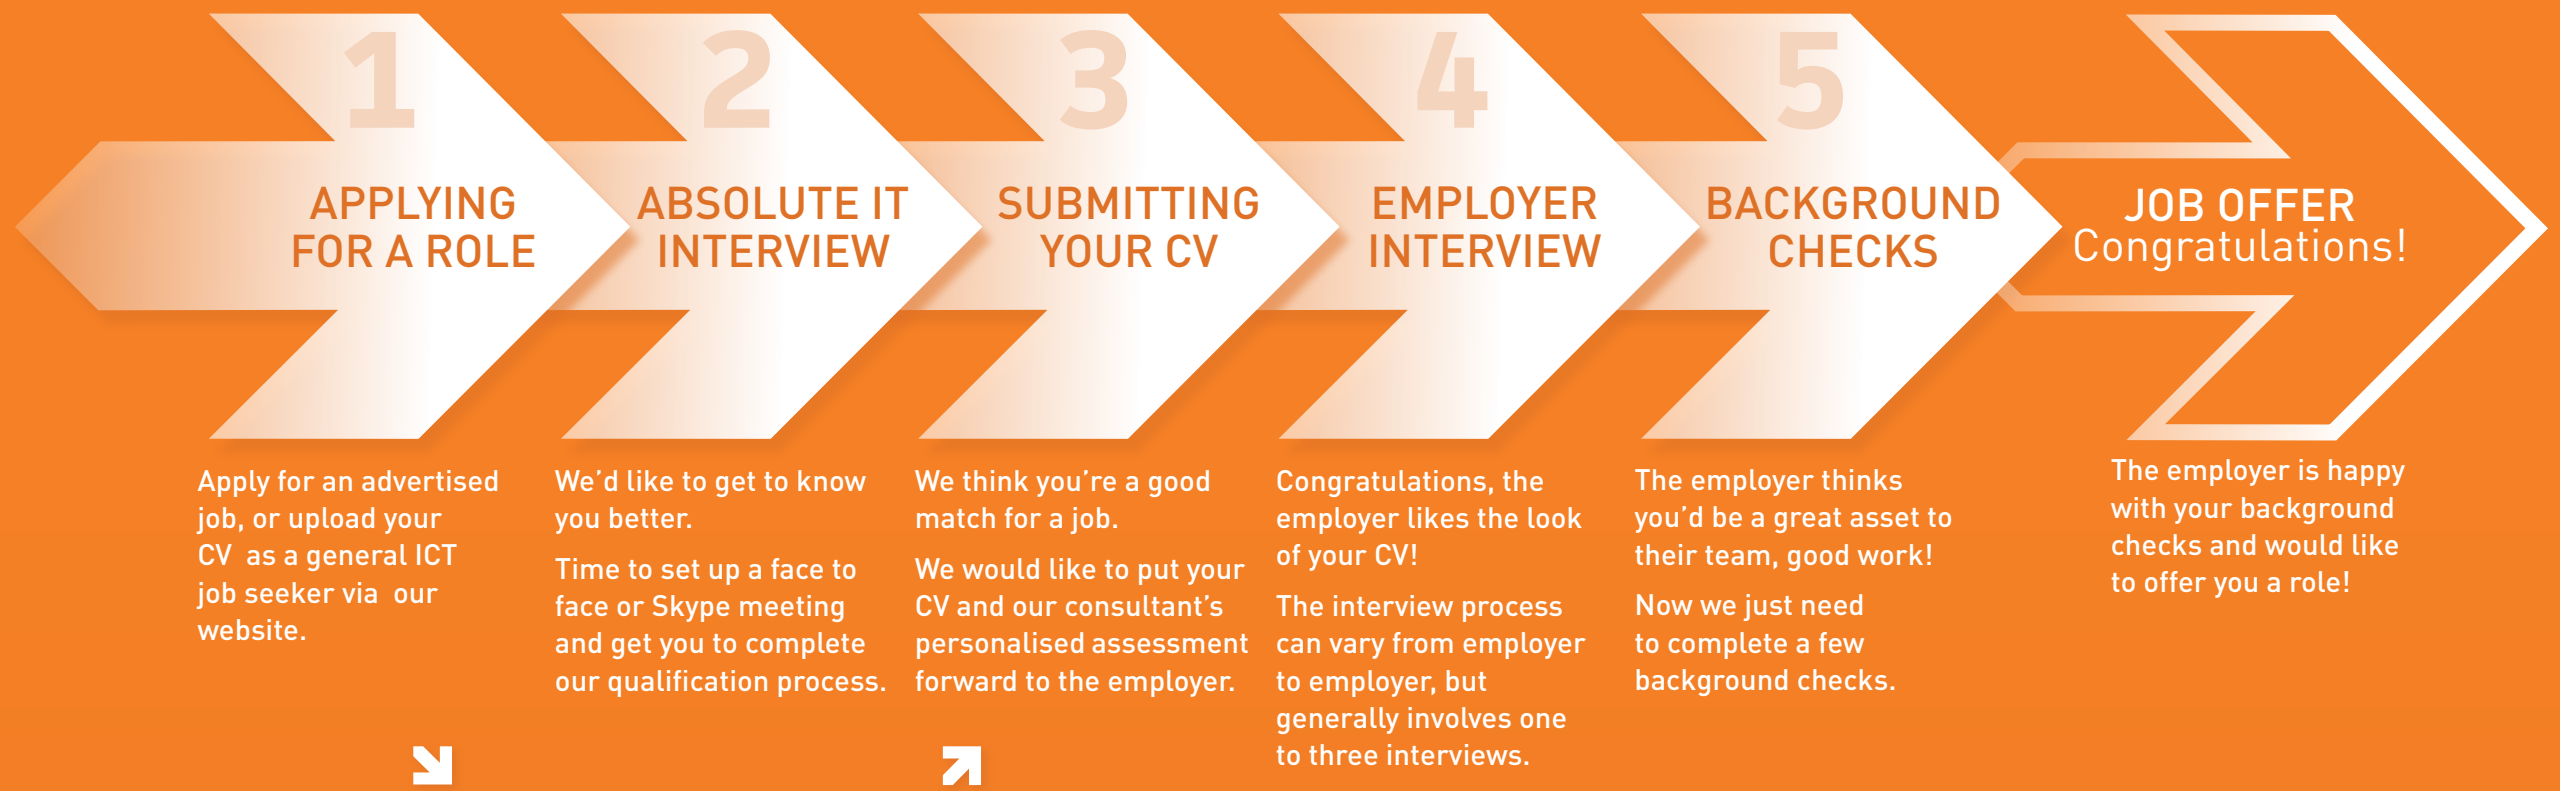 1
APPLYING
FOR A ROLE
Apply for an advertised
job, or upload your
CV as a general ICT
job seeker via our
website.
2
ABSOLUTE IT
INTERVIEW
We’d like to get to know
you better.
Time to set up a face to
face or Skype meeting
and get you to complete
our qualification process.
3
SUBMITTING
YOUR CV
We think you’re a good
match for a job.
We would like to put your
CV and our consultant’s
personalised assessment
forward to the employer.
4
EMPLOYER
INTERVIEW
Congratulations, the
employer likes the look
of your CV!
The interview process
can vary from employer
to employer, but
generally involves one
to three interviews.
5
BACKGROUND
CHECKS
The employer thinks
you’d be a great asset to
their team, good work!
Now we just need
to complete a few
background checks.
JOB OFFER
Congratulations!
The employer is happy
with your background
checks and would like
to offer you a role!